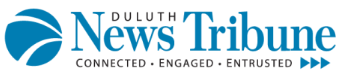 DULUTH
News Tribune
CONNECTED • ENGAGED • ENTRUSTED